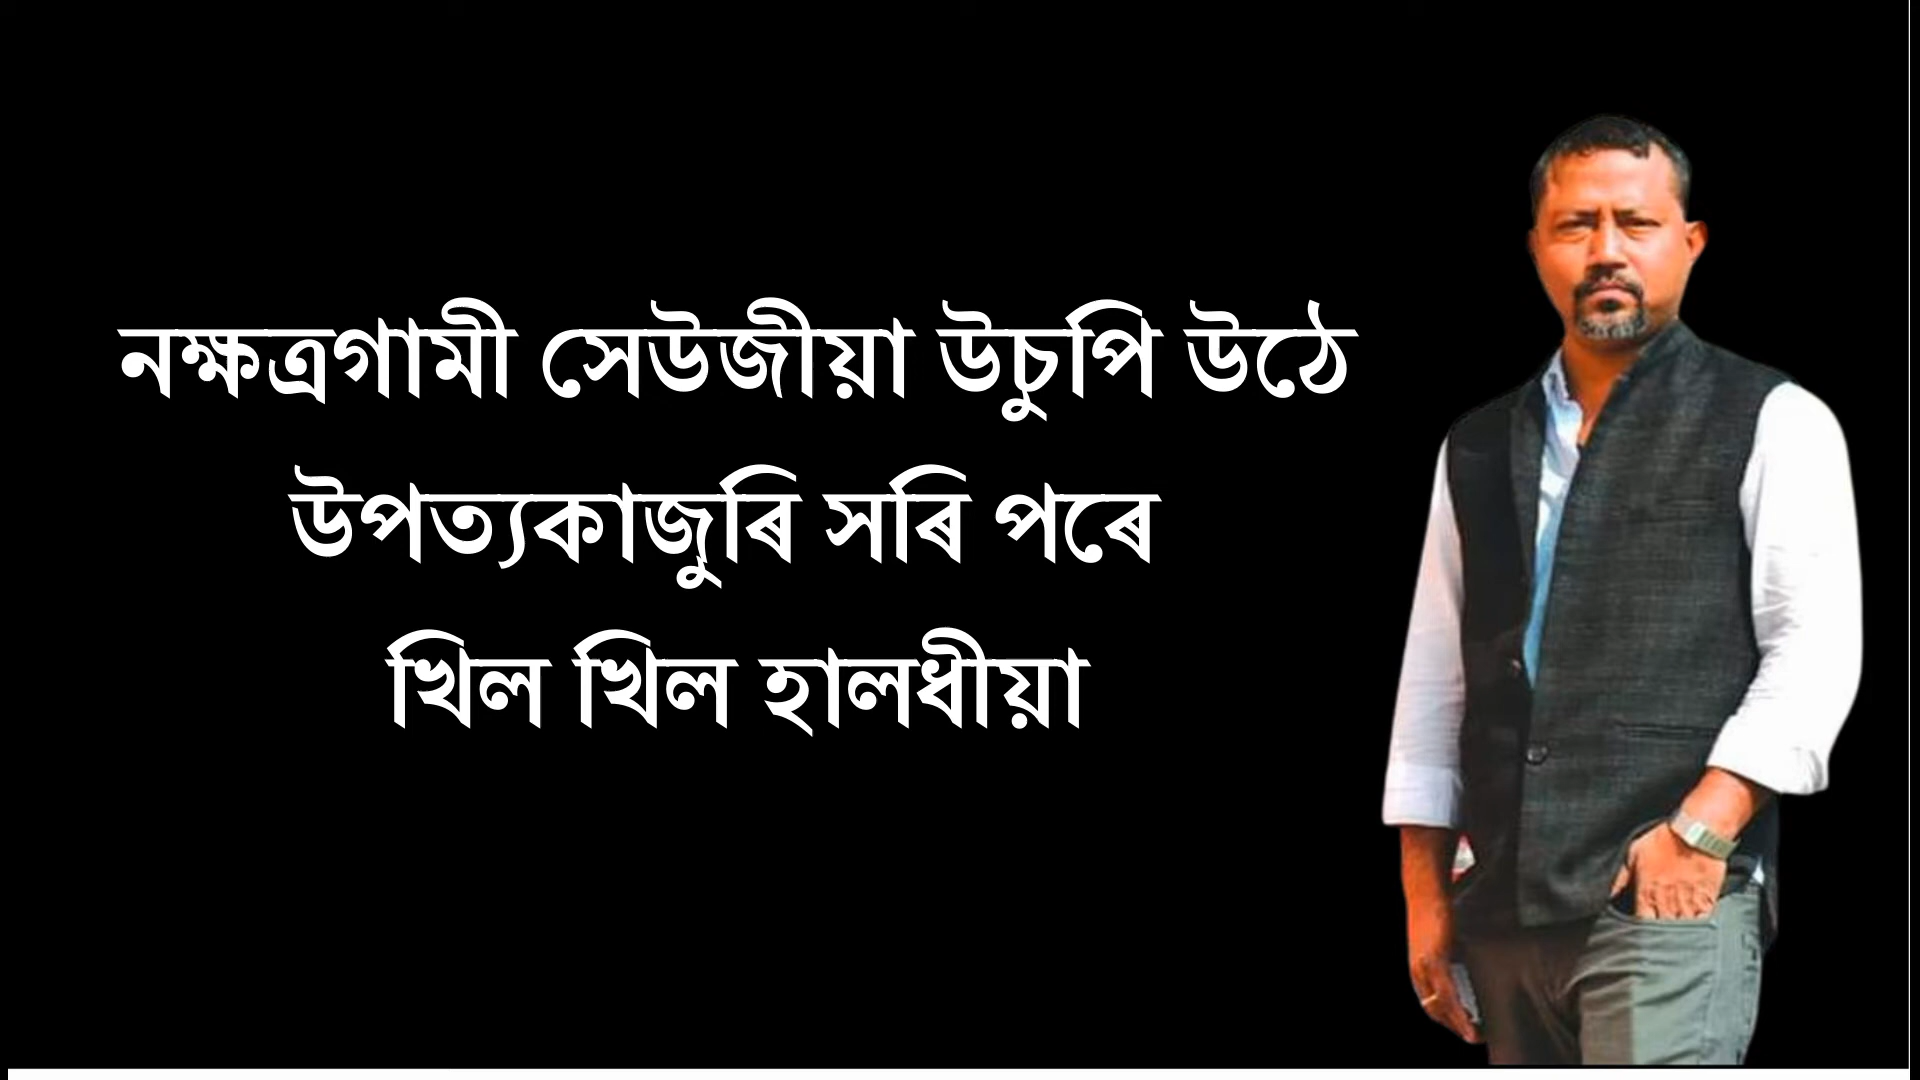 নক্ষত্ৰগামী সেউজীয়া উচুপি উঠে
উপত্যকাজুৰি সৰি পৰে
খিল খিল হালধীয়া